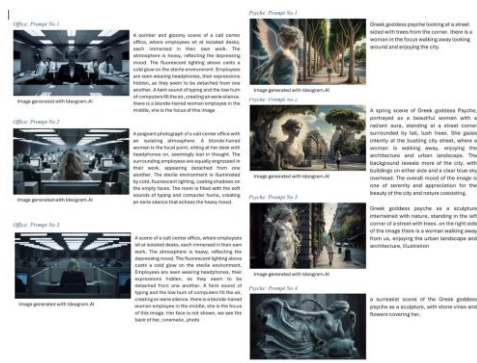 Office: Prompt No 1
A somber and gloomy scene of a call center
office, where employees sit at isolated desks,
each immersed in their own work. The
atmosphere is heavy, reflecting the depressing
mood. The fluorescent lighting above casts a
cold glow on the sterile environment. Employees
are seen wearing headphones, their expressions
hidden, as they seem to be detached from one
another. A faint sound of typing and the low hum
of computers fill the air, creating an eerie silence,
there is a blonde-haired woman employee in the
middle, she is the focus of this image
Image generated with Ideogram.AI
Office: Prompt No 2
A poignant photograph of a call center office with
an isolating atmosphere. A blonde-haired
woman is the focal point, sitting at her desk with
headphones on, seemingly lost in thought. The
surrounding employees are equally engrossed in
their work, appearing detached from one
another. The sterile environment is illuminated
by cold, fluorescent lighting, casting shadows on
the empty faces. The room is filled with the soft
sounds of typing and computer hums, creating
an eerie silence that echoes the heavy mood.
Image generated with Ideogram.AI
Office: Prompt No 3
A scene of a call center office, where employees
sit at isolated desks, each immersed in their own
work. The atmosphere is heavy, reflecting the
depressing mood. The fluorescent lighting above
casts a cold glow on the sterile environment.
Employees are seen wearing headphones, their
expressions hidden, as they seem to be
detached from one another. A faint sound of
typing and the low hum of computers fill the air,
creating an eerie silence. there is a blonde-haired
woman employee in the middle, she is the focus
of this image. Her face is not shown, we see the
back of her, cinematic, photo
Image generated with Ideogram.AI
Psyche: Prompt No 1
Greek goddess psyche looking at a street
sided with trees from the corner. there is a
woman in the focus walking away looking
around and enjoying the city.
Image generated with Ideogram.AI
Psyche: Prompt No 2
A spring scene of Greek goddess Psyche,
portrayed as a beautiful woman with a
radiant aura, standing at a street corner
surrounded by tall, lush trees. She gazes
intently at the bustling city street, where a
woman is walking away, enjoying the
architecture and urban landscape. The
background reveals more of the city, with
buildings on either side and a clear blue sky
overhead. The overall mood of the image is
one of serenity and appreciation for the
beauty of the city and nature coexisting.
Image generated with Ideogram.AI
Psyche: Prompt No 3
Greek goddess psyche as a sculpture
intertwined with nature, standing in the left
corner of a street with trees. on the right side
of the image there is a woman walking away
from us, enjoying the urban landscape and
architecture, illustration
Image generated with Ideogram.AI
Psyche: Prompt No 4
a surrealist scene of the Greek goddess
psyche as a sculpture, with stone vines and
flowers covering her.